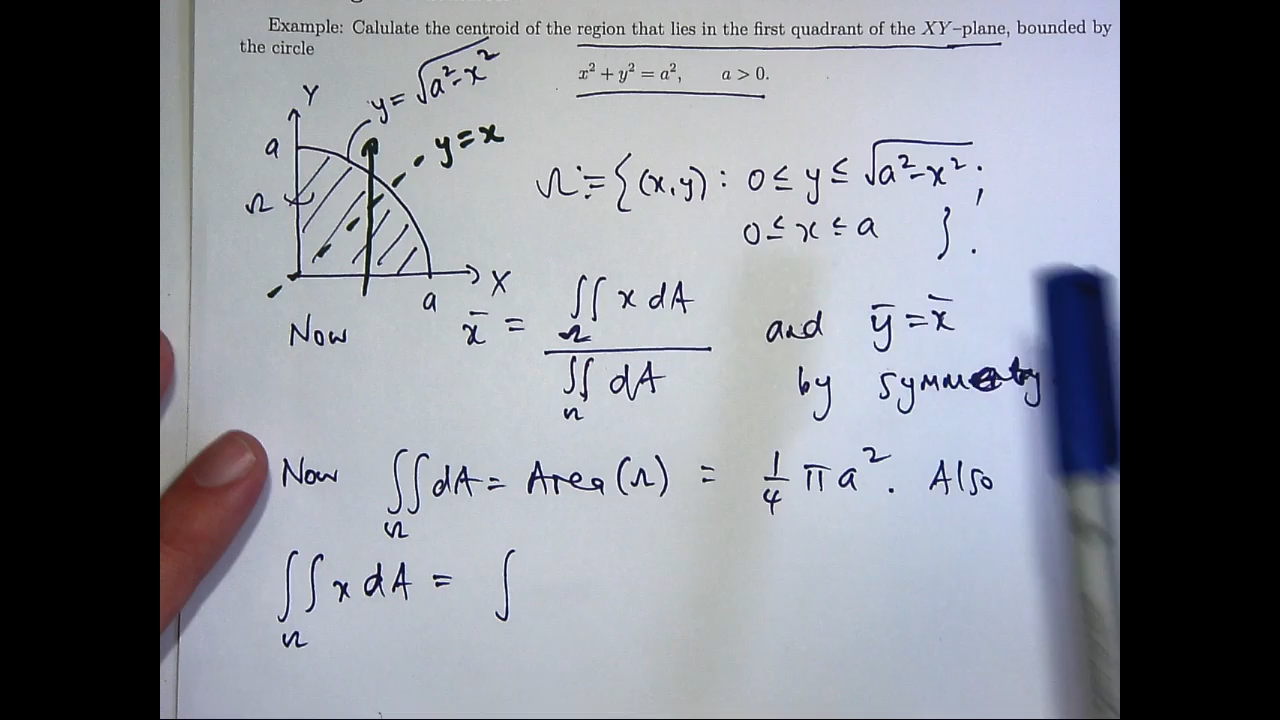 Example: Calulate the centroid of the region that lies in the first quadrant of the XY–plane, bounded by
the circle
x² + y² = a², a > 0.
y = √(a²-x²)
Y
a
y=x
Ω
X
a
Ω := {(x,y) : 0 ≤ y ≤ √(a²-x²);
0 ≤ x ≤ a }.
Now x̄ = ∬_Ω x dA / ∬_Ω dA and ȳ = x̄
by symmetry
Now ∬_Ω dA = Area(Ω) = 1/4 π a². Also
∬_Ω x dA = ∫